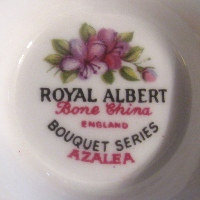 ROYAL ALBERT
Bone China
ENGLAND
BOUQUET SERIES
AZALEA